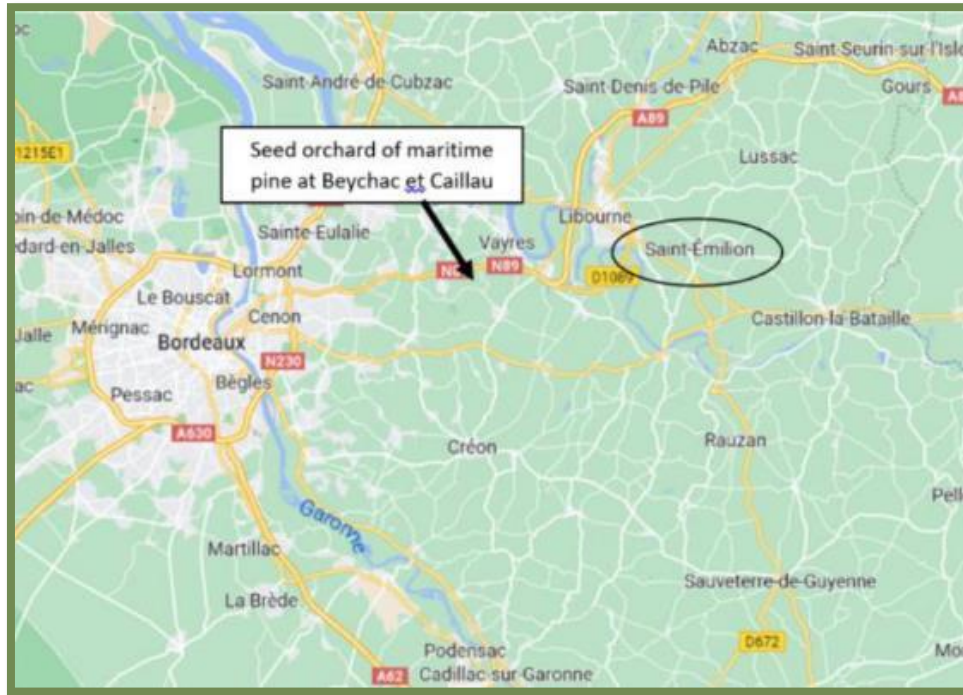 Abzac
Saint Seurin sur l'Isle
Saint André de Cubzac
Saint Denis de Pile
Gours
A89
1215E1
Seed orchard of maritime
pine at Beychac et Caillau
Lussac
Libourne
Sainte-Eulalie
Vayres
Saint-Émilion
Lormont
N89
D1089
Le Bouscat
Cenon
Mérignac
Castillon-la-Bataille
Bordeaux
N230
Bègles
Pessac
A630
Créon
Rauzan
Garonne
Martillac
Sauveterre-de-Guyenne
La Brède
D672
Podensac
A62
Cadillac-sur-Garonne